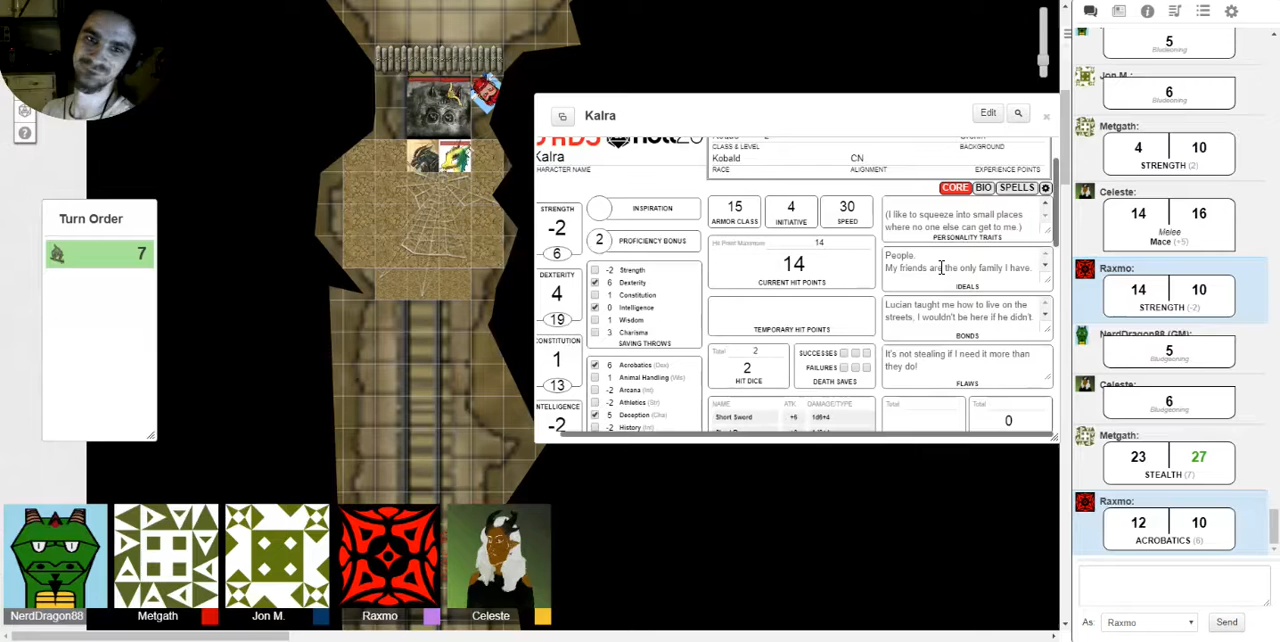 Turn Order
7
Kalra
Edit
Kalra
CHARACTER NAME
CLASS & LEVEL
BACKGROUND
Kobald
CN
RACE
ALIGNMENT
EXPERIENCE POINTS
CORE
BIO
SPELLS
STRENGTH
-2
6
DEXTERITY
4
19
CONSTITUTION
1
13
INTELLIGENCE
-2
INSPIRATION
2
PROFICIENCY BONUS
-2 Strength
6 Dexterity
1 Constitution
0 Intelligence
1 Wisdom
3 Charisma
SAVING THROWS
6 Acrobatics (Dex)
1 Animal Handling (Wis)
-2 Arcana (Int)
-2 Athletics (Str)
5 Deception (Cha)
-2 History (Int)
15
ARMOR CLASS
4
INITIATIVE
30
SPEED
Hit Point Maximum
14
14
CURRENT HIT POINTS
TEMPORARY HIT POINTS
Total
2
2
HIT DICE
SUCCESSES
FAILURES
DEATH SAVES
NAME
ATK
DAMAGE/TYPE
Short Sword
+6
1d6+4
(I like to squeeze into small places
where no one else can get to me.)
PERSONALITY TRAITS
People.
My friends are the only family I have.
IDEALS
Lucian taught me how to live on the
streets, I wouldn't be here if he didn't.
BONDS
It's not stealing if I need it more than
they do!
FLAWS
Total
Total
0
5
Bludgeoning
Jon M.:
6
Bludgeoning
Metgath:
4
10
STRENGTH (2)
Celeste:
14
16
Melee
Mace (+5)
Raxmo:
14
10
STRENGTH (-2)
NerdDragon88 (GM):
5
Bludgeoning
Celeste:
6
Bludgeoning
Metgath:
23
27
STEALTH (7)
Raxmo:
12
10
ACROBATICS (6)
As:
Raxmo
Send
NerdDragon88
Metgath
Jon M.
Raxmo
Celeste